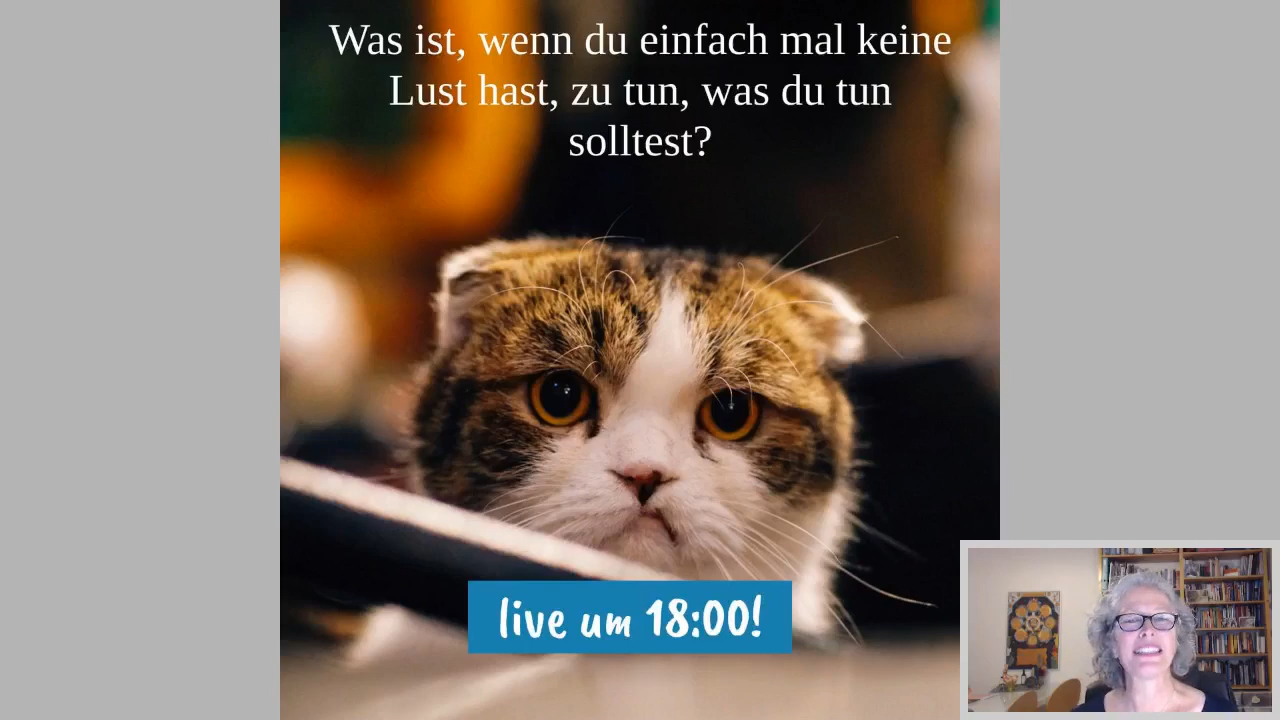 Was ist, wenn du einfach mal keine
Lust hast, zu tun, was du tun
solltest?
live um 18:00!